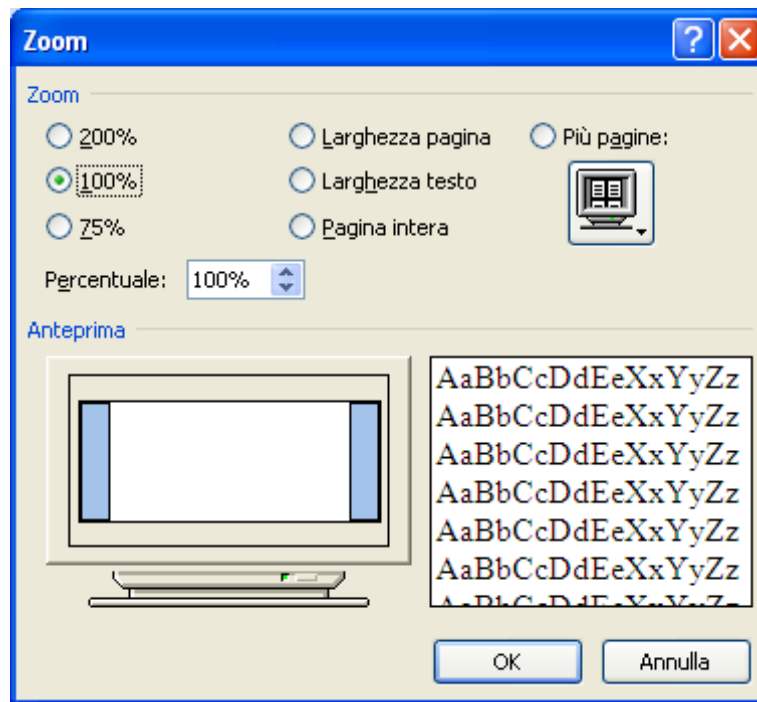 Zoom
Zoom
200% Larghezza pagina Più pagine:
100% Larghezza testo
75% Pagina intera
Percentuale: 100%
Anteprima
AaBbCcDdEeXxYyZz
AaBbCcDdEeXxYyZz
AaBbCcDdEeXxYyZz
AaBbCcDdEeXxYyZz
AaBbCcDdEeXxYyZz
AaBbCcDdEeXxYyZz
AaBbCcDdEeXxYyZz
OK Annulla